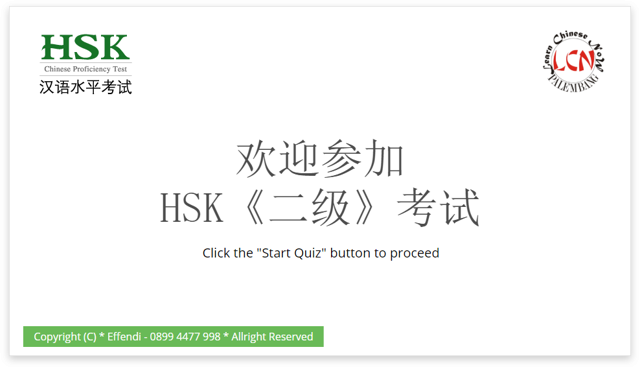 HSK
Chinese Proficiency Test
汉语水平考试
Learn Chinese Now
LCN
PALEMBANG
欢迎参加
HSK《二级》考试
Click the "Start Quiz" button to proceed
Copyright (C) * Effendi - 0899 4477 998 * Allright Reserved